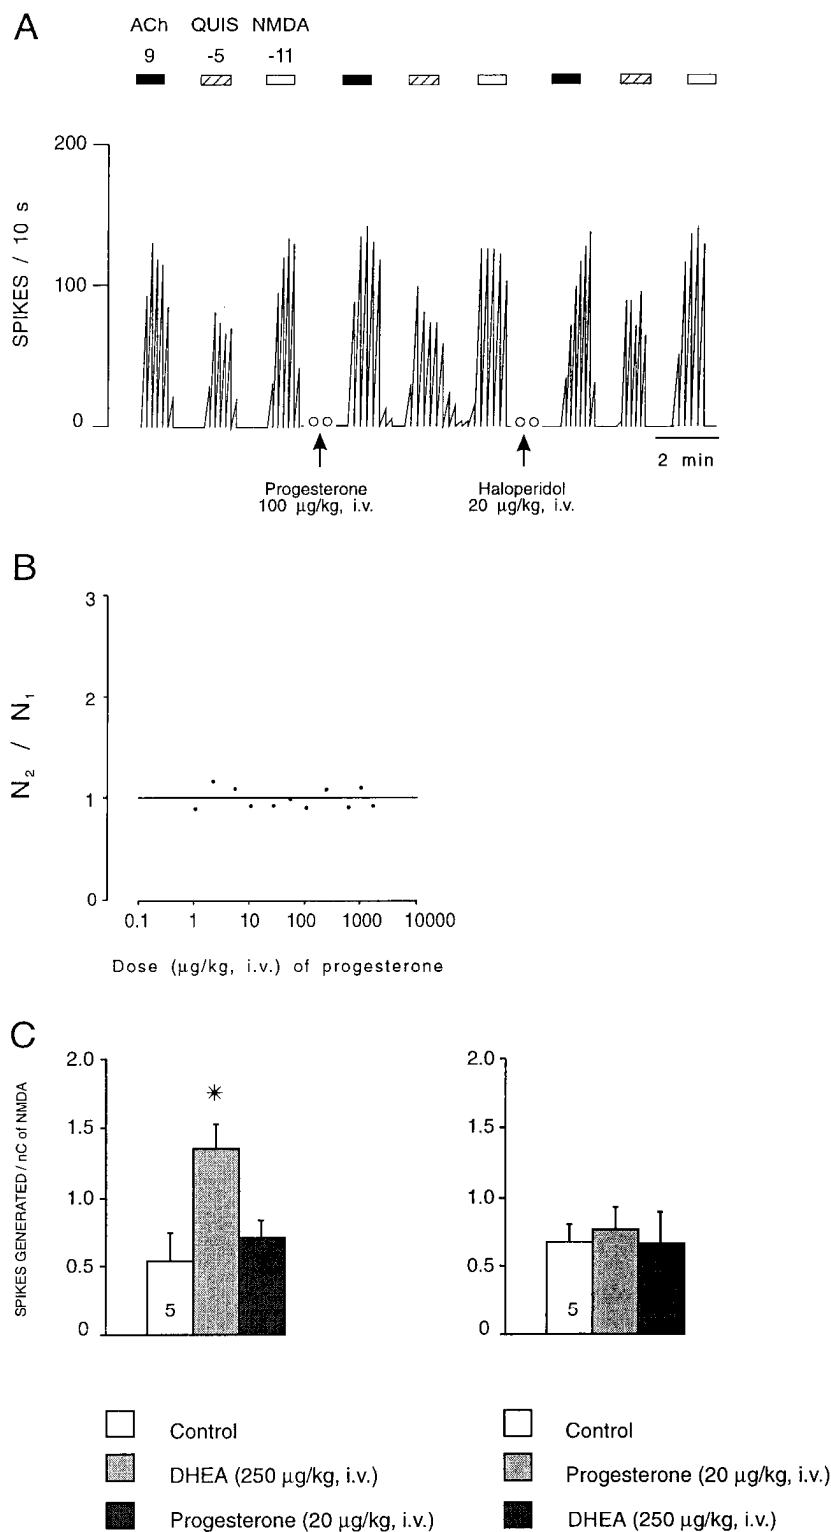 A
ACh QUIS NMDA
9 -5 -11
200
100
0
SPIKES / 10 s
2 min
Progesterone
100 µg/kg, i.v.
Haloperidol
20 µg/kg, i.v.
B
3
2
1
0
N2 / N1
0.1 1 10 100 1000 10000
Dose (µg/kg, i.v.) of progesterone
C
2.0
1.5
1.0
0.5
0
SPIKES GENERATED / nC of NMDA
*
5
Control
DHEA (250 µg/kg, i.v.)
Progesterone (20 µg/kg, i.v.)
2.0
1.5
1.0
0.5
0
5
Control
Progesterone (20 µg/kg, i.v.)
DHEA (250 µg/kg, i.v.)